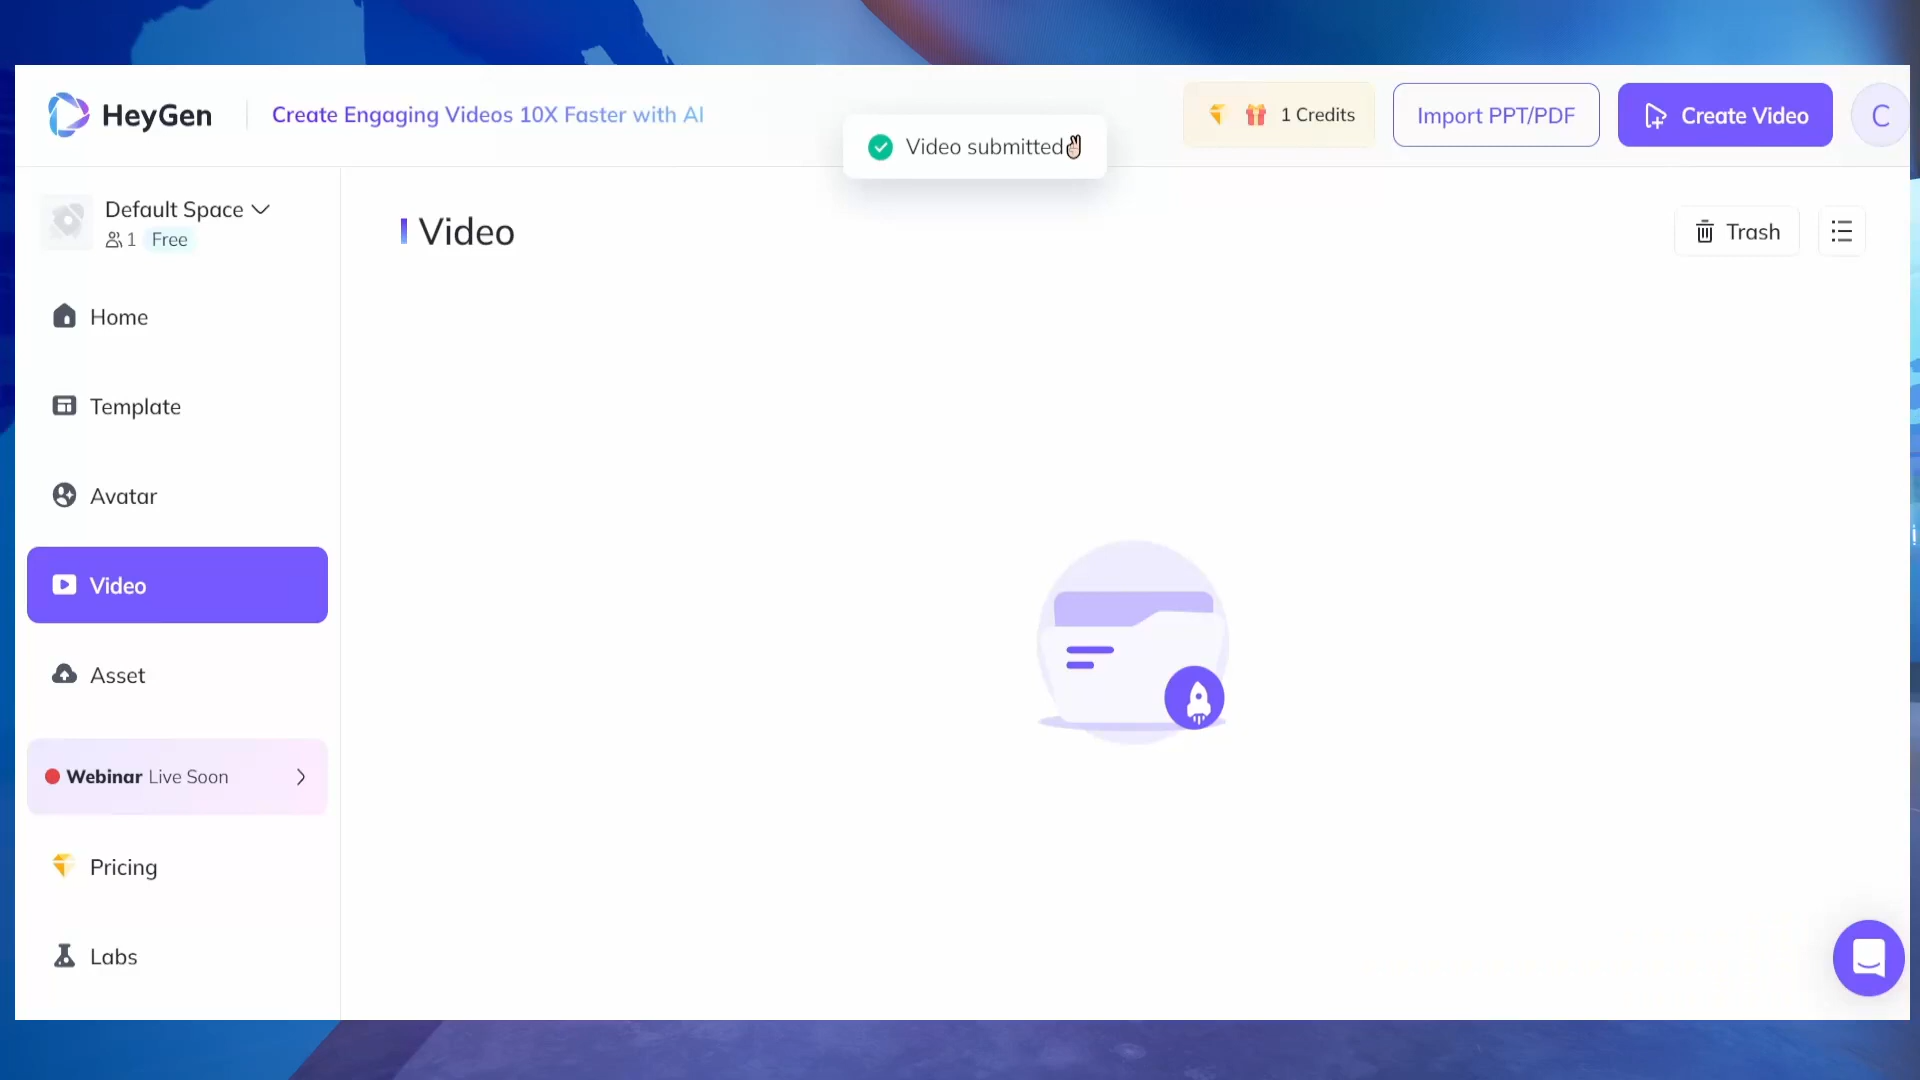 HeyGen
Create Engaging Videos 10X Faster with AI
Video submitted✌🏻
1 Credits
Import PPT/PDF
Create Video
C
Default Space
1 Free
Video
Trash
Home
Template
Avatar
Video
Asset
Webinar Live Soon
Pricing
Labs